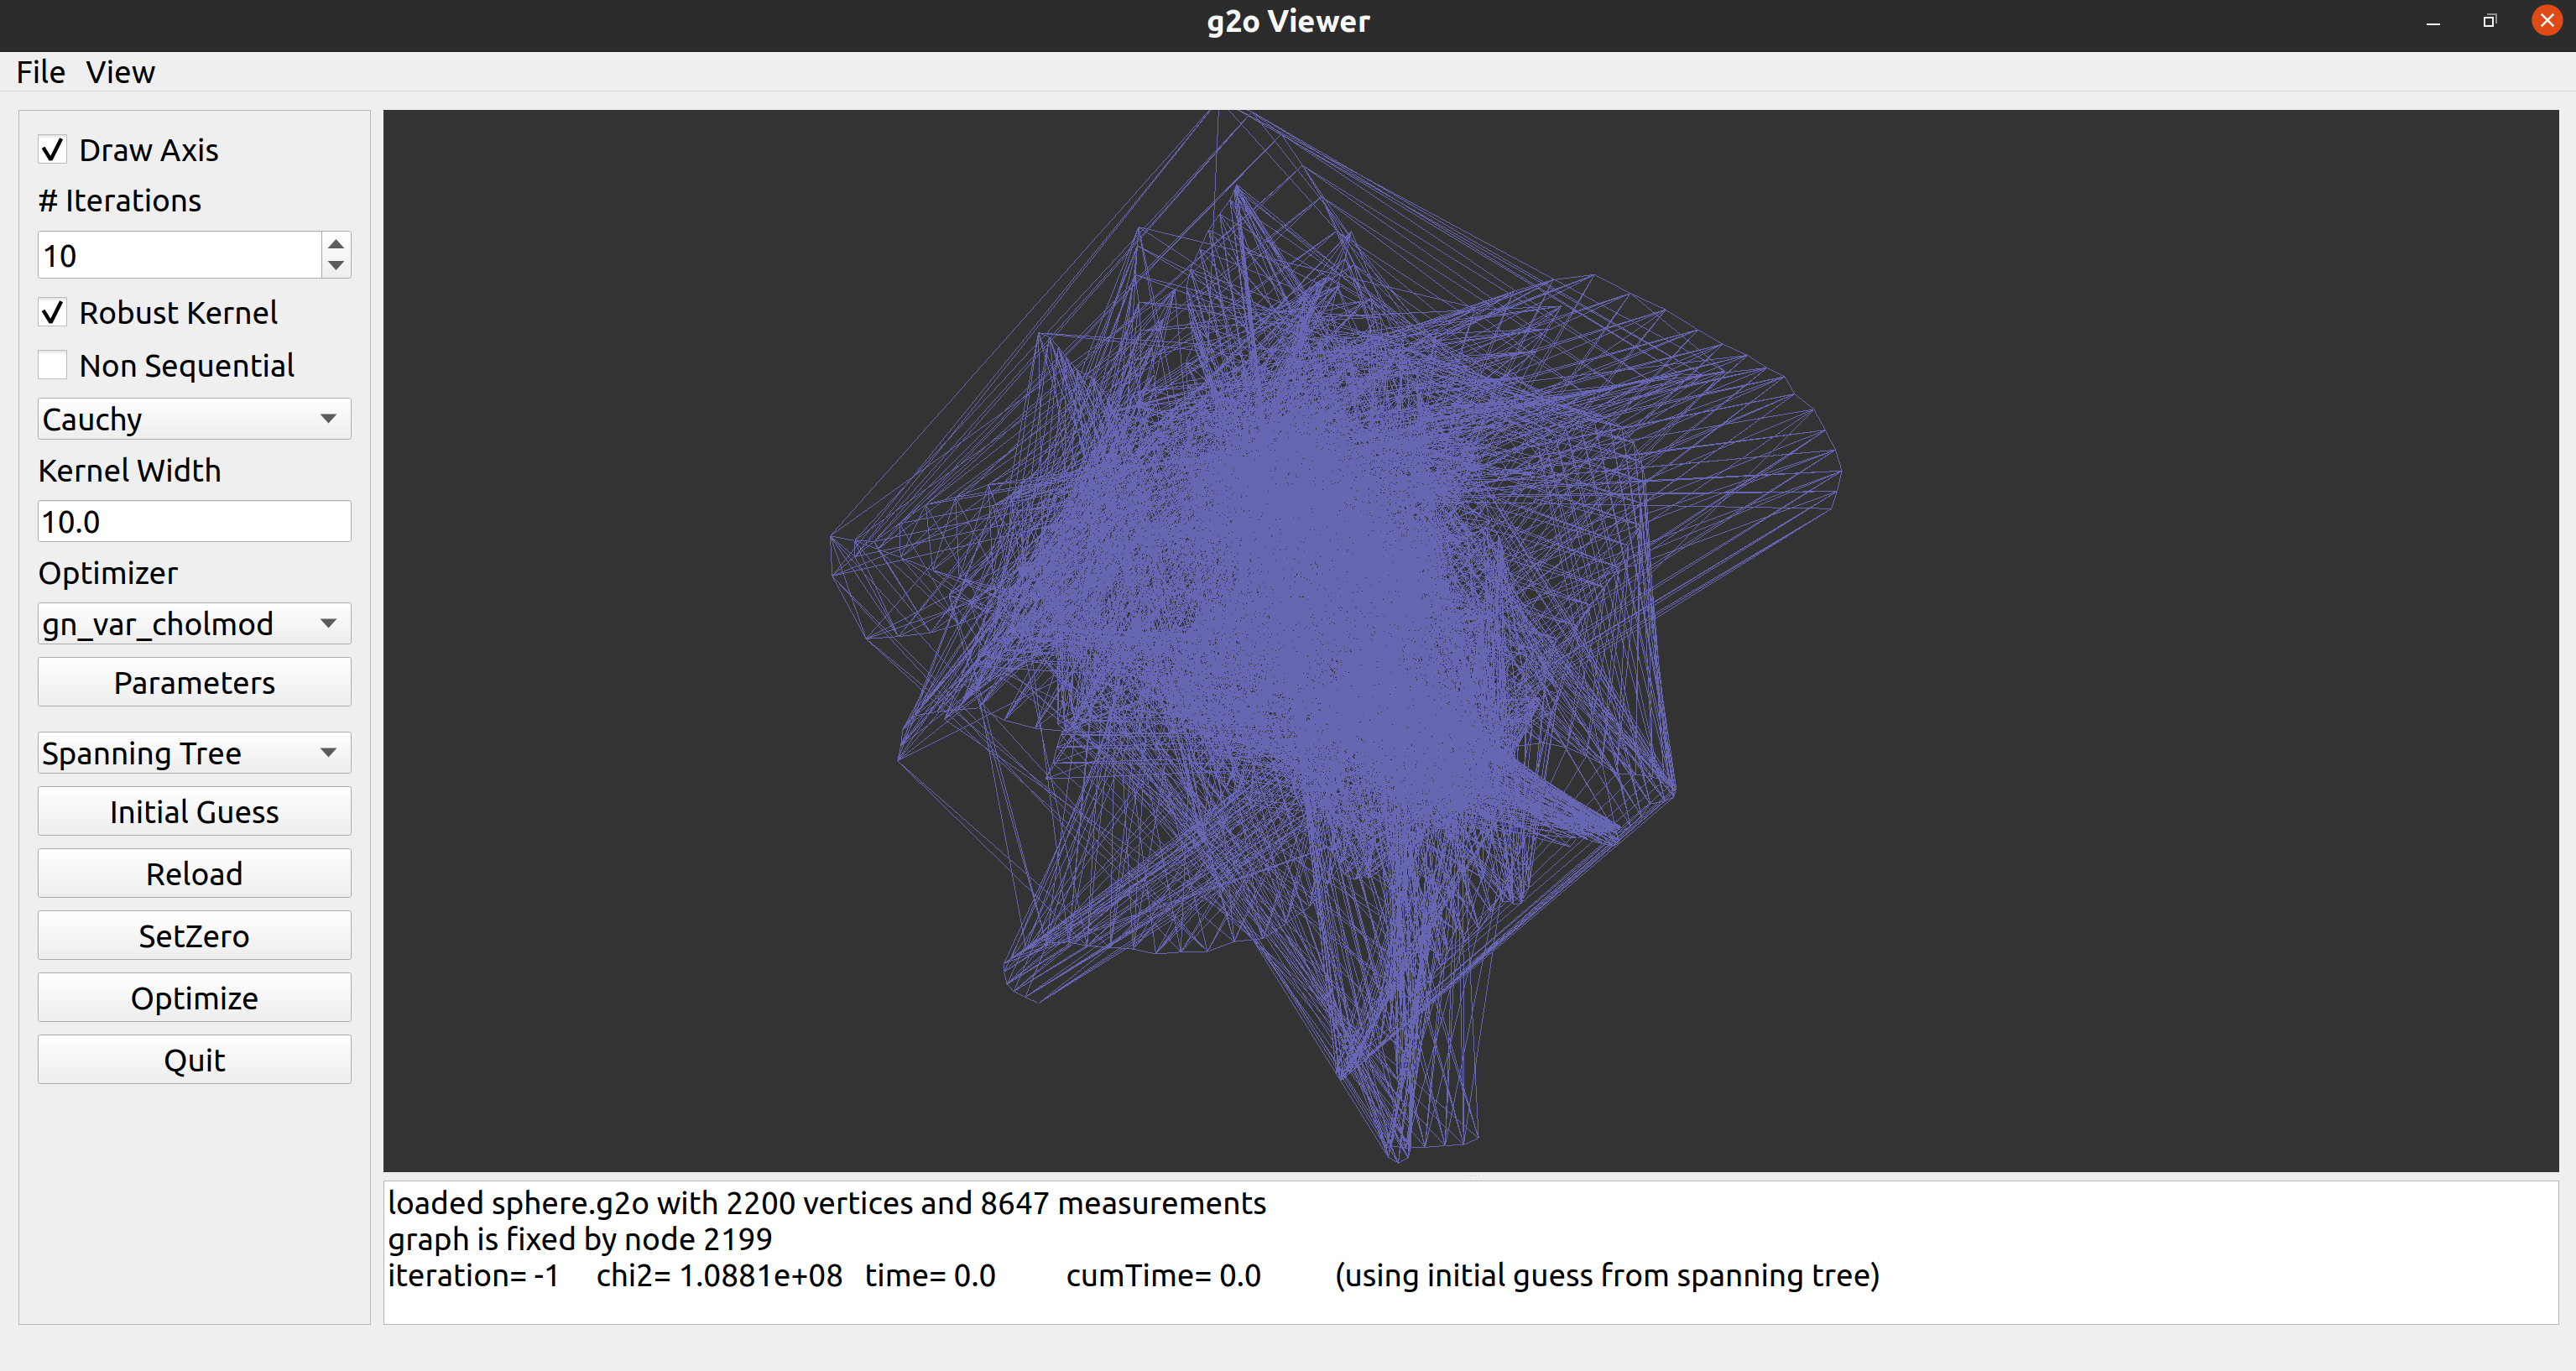 g2o Viewer
File View
Draw Axis
# Iterations
10
Robust Kernel
Non Sequential
Cauchy
Kernel Width
10.0
Optimizer
gn_var_cholmod
Parameters
Spanning Tree
Initial Guess
Reload
SetZero
Optimize
Quit
loaded sphere.g2o with 2200 vertices and 8647 measurements
graph is fixed by node 2199
iteration= -1 chi2= 1.0881e+08 time= 0.0 cumTime= 0.0 (using initial guess from spanning tree)